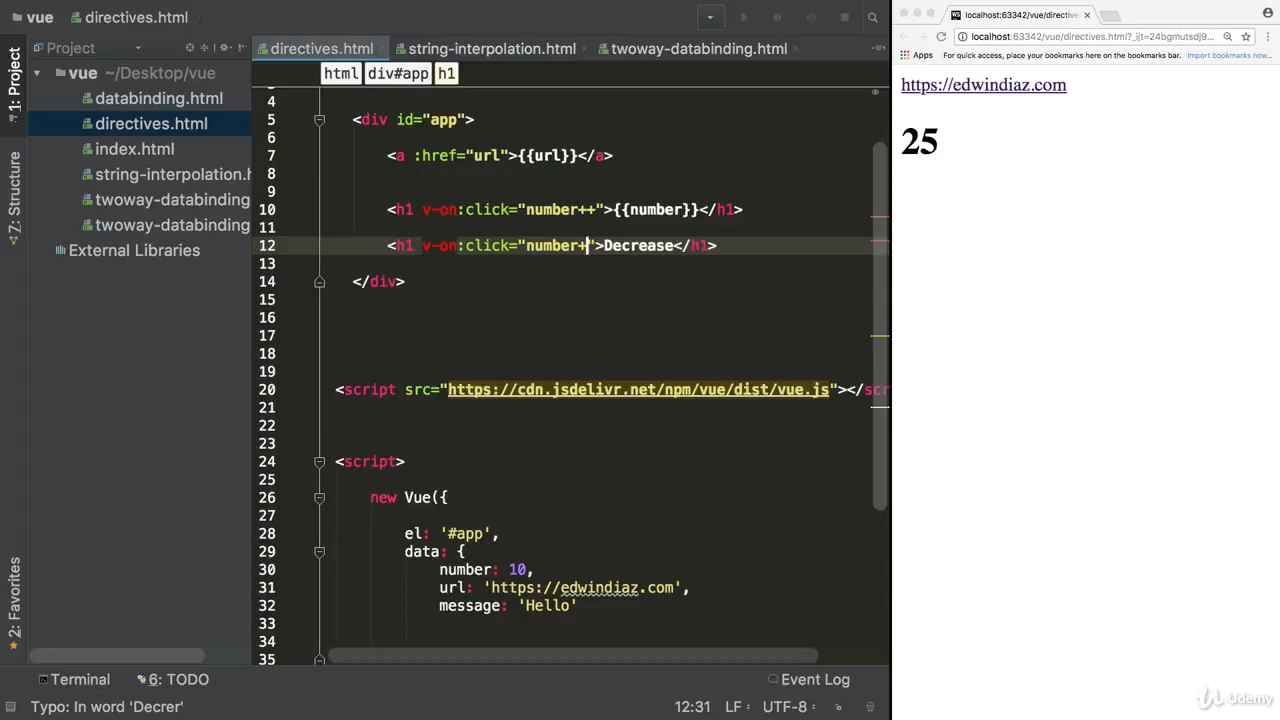 vue directives.html
Project
directives.html string-interpolation.html twoway-databinding.html
html div#app h1
vue ~/Desktop/vue
databinding.html
directives.html
index.html
string-interpolation.h
twoway-databinding
twoway-databinding
External Libraries
1: Project
7: Structure
2: Favorites
4
5 <div id="app">
6
7 <a :href="url">{{url}}</a>
8
9
10 <h1 v-on:click="number++">{{number}}</h1>
11
12 <h1 v-on:click="number+">Decrease</h1>
13
14 </div>
15
16
17
18
19
20 <script src="https://cdn.jsdelivr.net/npm/vue/dist/vue.js"></scr
21
22
23
24 <script>
25
26 new Vue({
27
28 el: '#app',
29 data: {
30 number: 10,
31 url: 'https://edwindiaz.com',
32 message: 'Hello'
33
34
35
Terminal 6: TODO Event Log
Typo: In word 'Decrer' 12:31 LF UTF-8
localhost:63342/vue/directives
localhost:63342/vue/directives.html?_ijt=24bgmutsdj9...
Apps For quick access, place your bookmarks here on the bookmarks bar. Import bookmarks now...
https://edwindiaz.com
25
Udemy